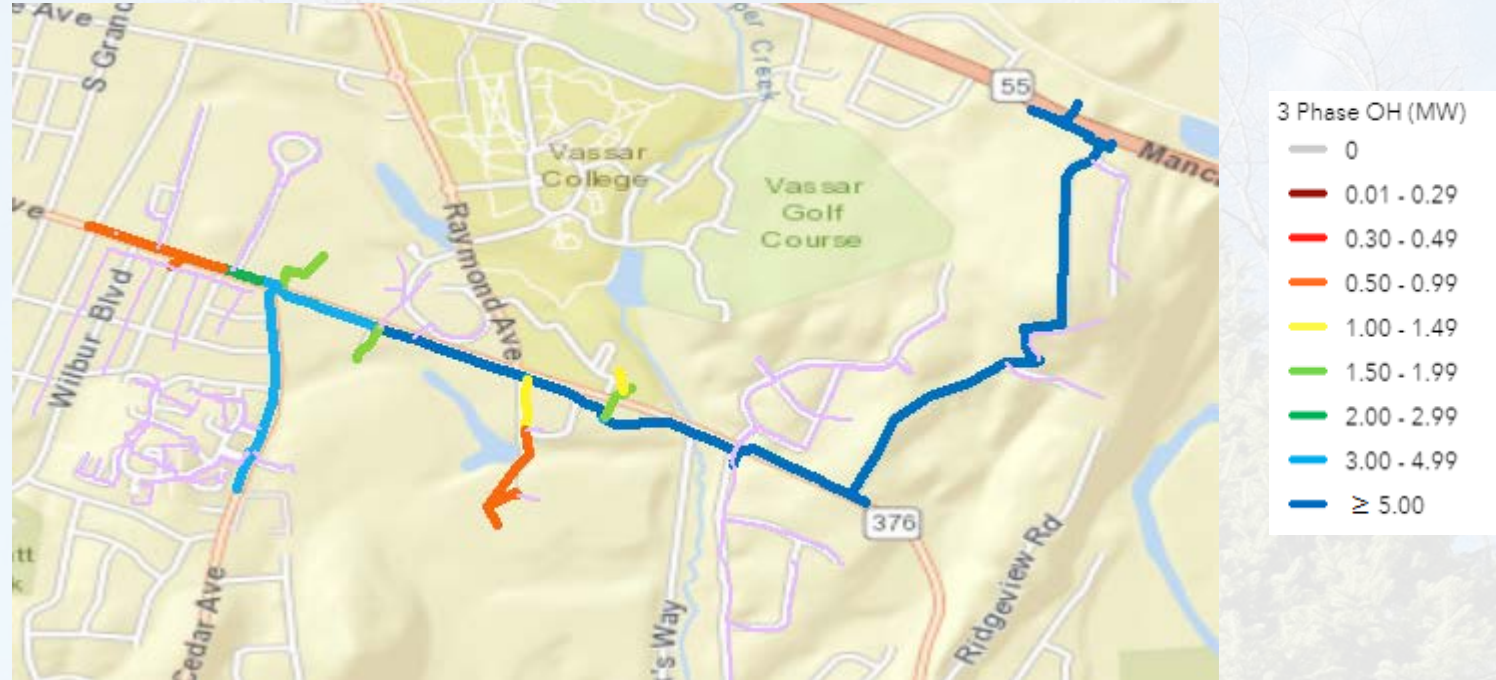 e Ave
S Grand
per Creek
55
Manc
Vassar
College
Vassar
Golf
Course
ve
Raymond Ave
Wilbur Blvd
376
tt
k
Cedar Ave
r's Way
Ridgeview Rd
3 Phase OH (MW)
0
0.01 - 0.29
0.30 - 0.49
0.50 - 0.99
1.00 - 1.49
1.50 - 1.99
2.00 - 2.99
3.00 - 4.99
≥ 5.00